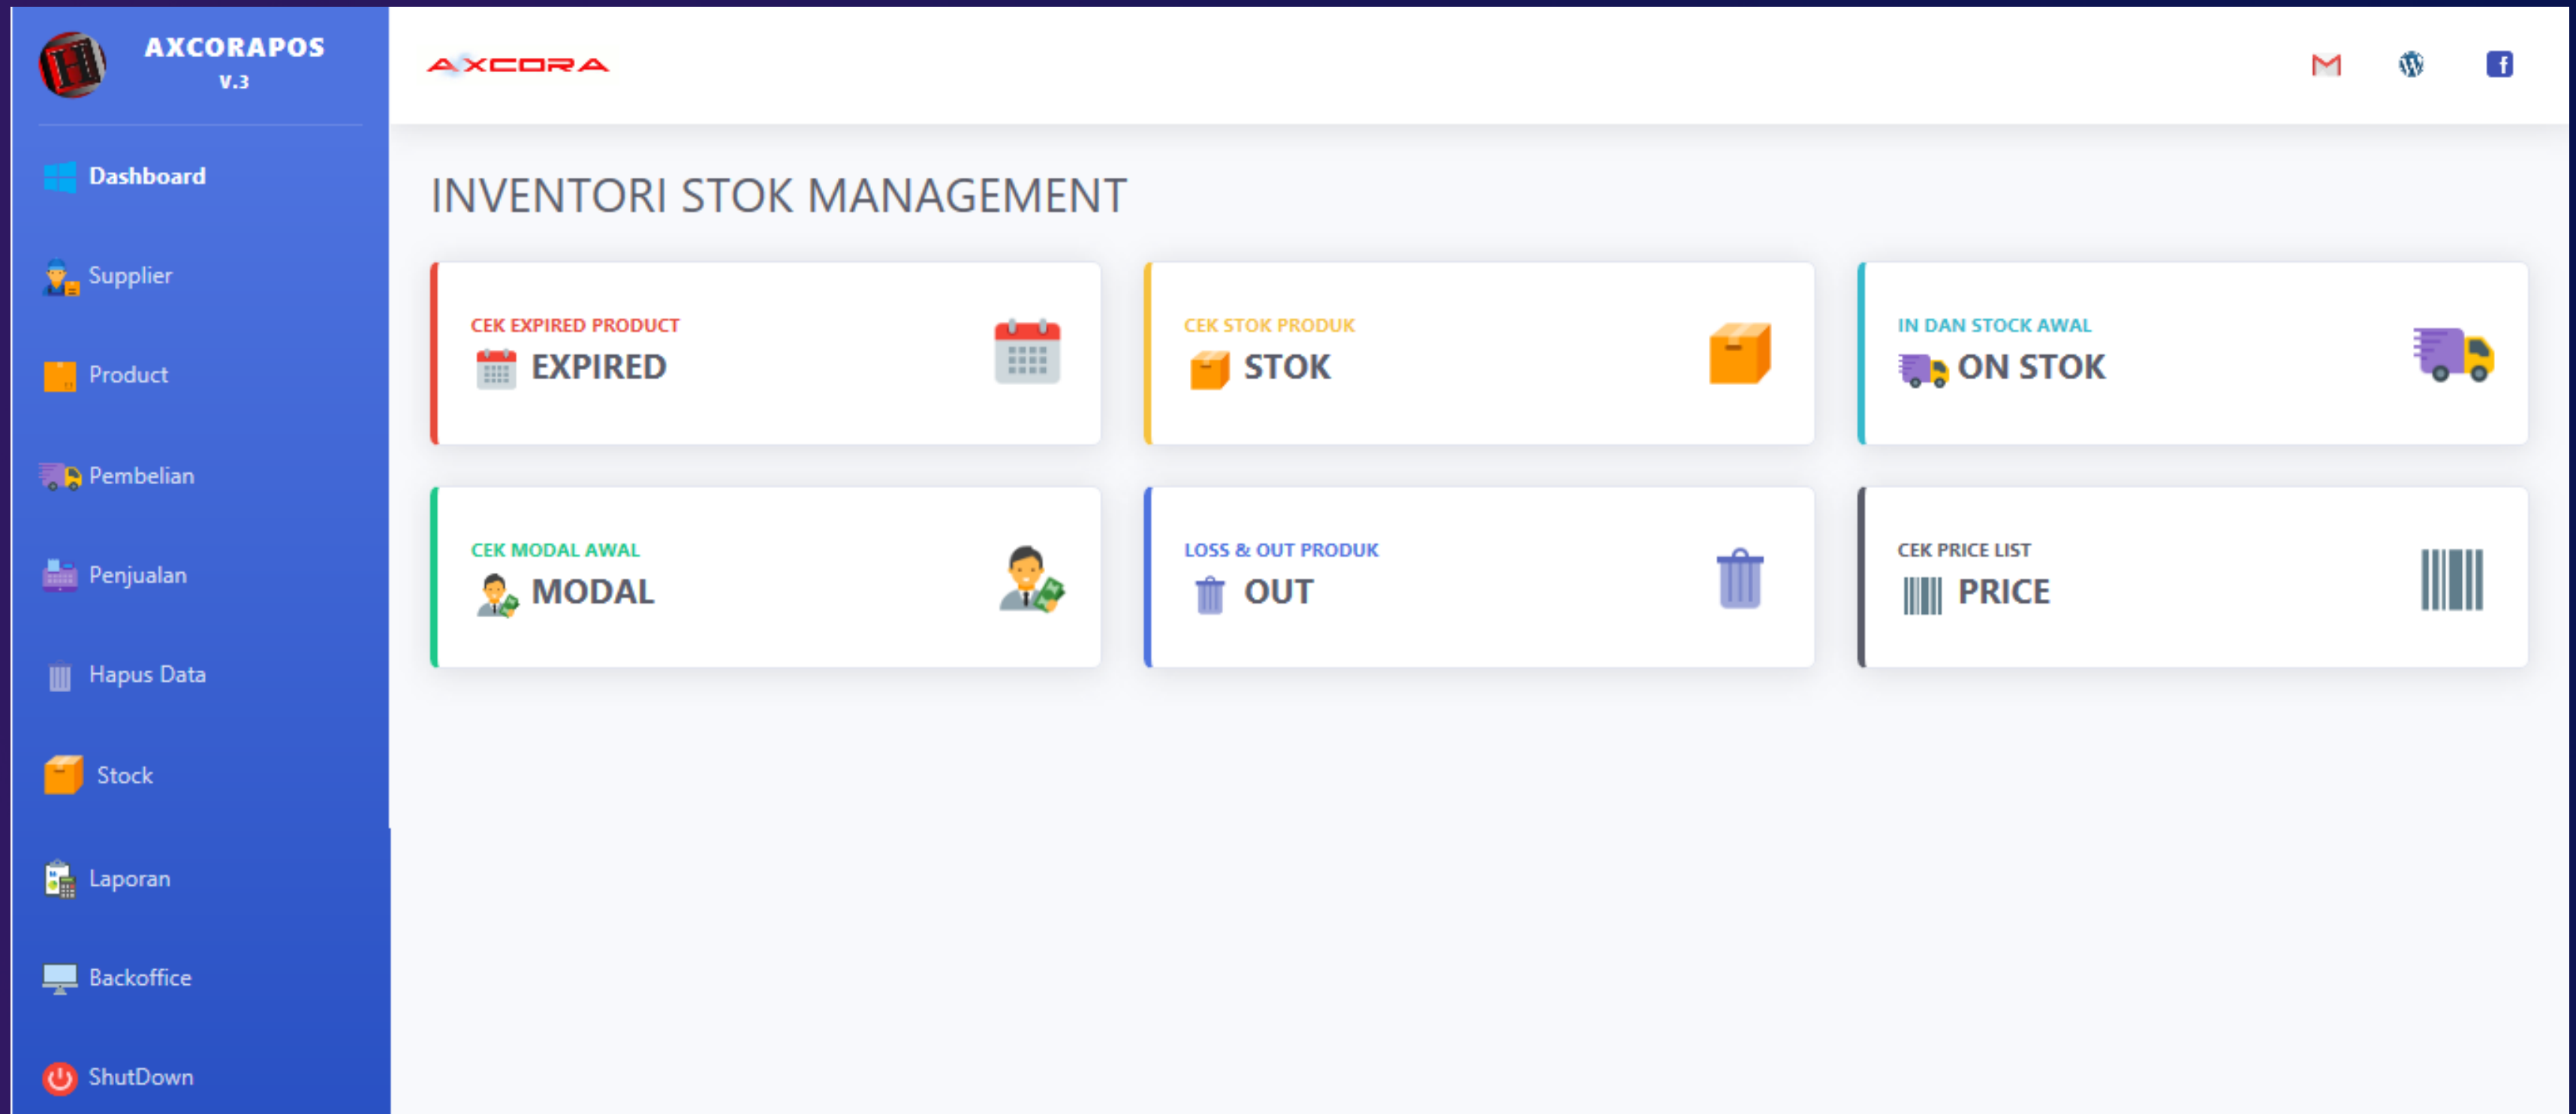 AXCORAPOS
V.3
Dashboard
Supplier
Product
Pembelian
Penjualan
Hapus Data
Stock
Laporan
Backoffice
ShutDown
AXCORA
INVENTORI STOK MANAGEMENT
CEK EXPIRED PRODUCT
EXPIRED
CEK STOK PRODUK
STOK
IN DAN STOCK AWAL
ON STOK
CEK MODAL AWAL
MODAL
LOSS & OUT PRODUK
OUT
CEK PRICE LIST
PRICE